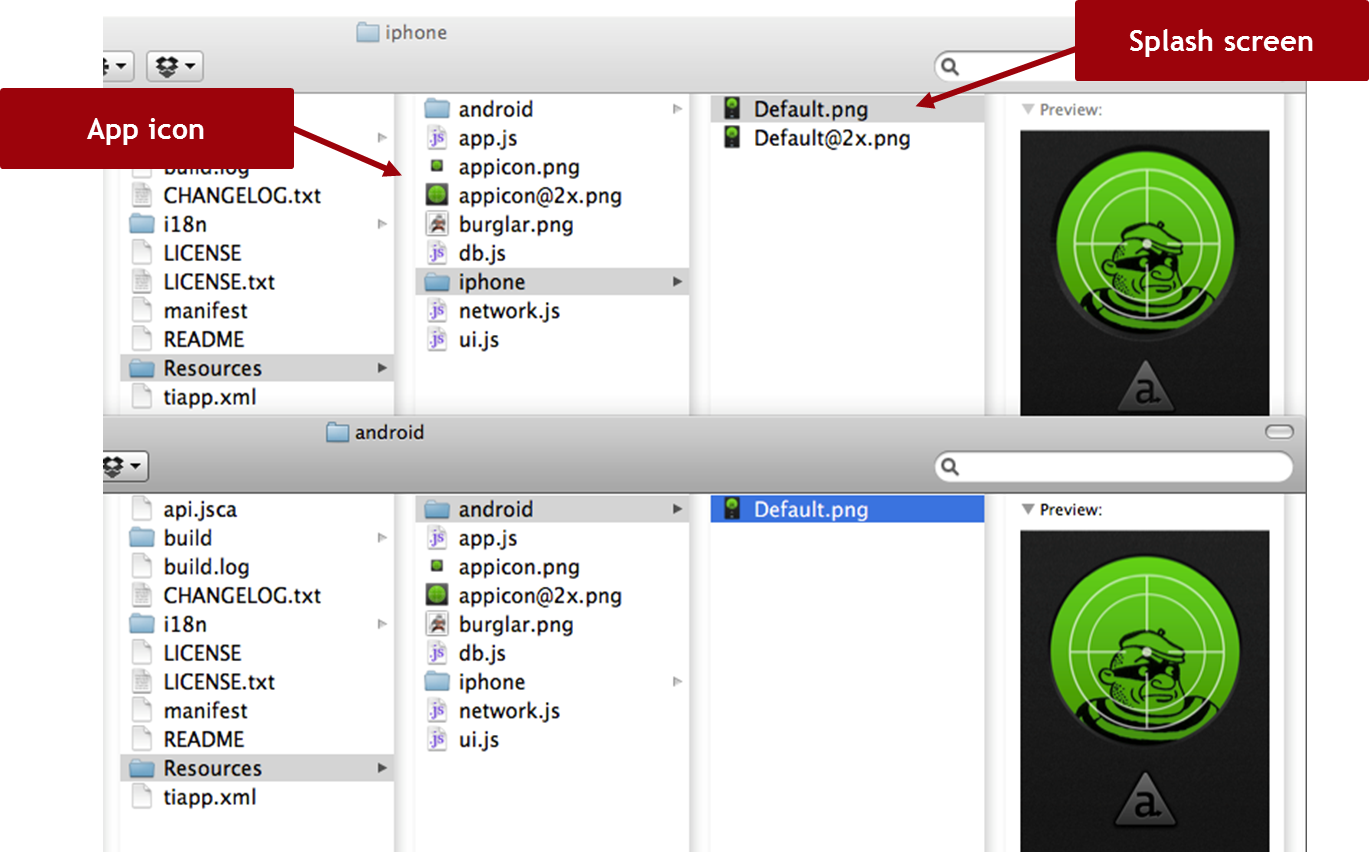 iphone
Splash screen
App icon
build.log
CHANGELOG.txt
i18n
LICENSE
LICENSE.txt
manifest
README
Resources
tiapp.xml
android
app.js
appicon.png
appicon@2x.png
burglar.png
db.js
iphone
network.js
ui.js
Default.png
Default@2x.png
Preview:
a
android
api.jsca
build
build.log
CHANGELOG.txt
i18n
LICENSE
LICENSE.txt
manifest
README
Resources
tiapp.xml
android
app.js
appicon.png
appicon@2x.png
burglar.png
db.js
iphone
network.js
ui.js
Default.png
Preview:
a